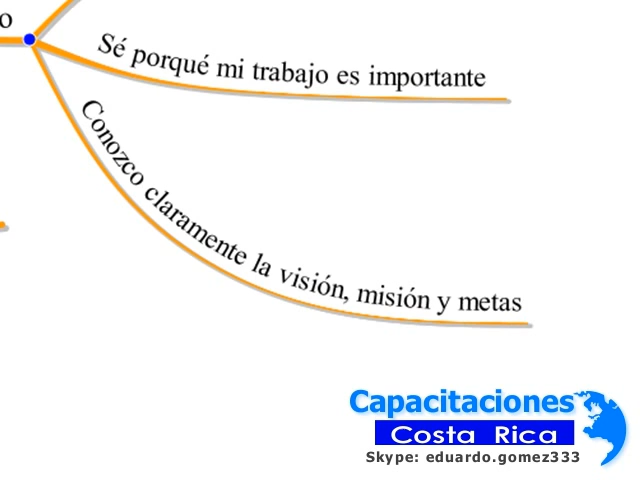 o
Sé porqué mi trabajo es importante
Conozco claramente la visión, misión y metas
Capacitaciones
Costa Rica
Skype: eduardo.gomez333